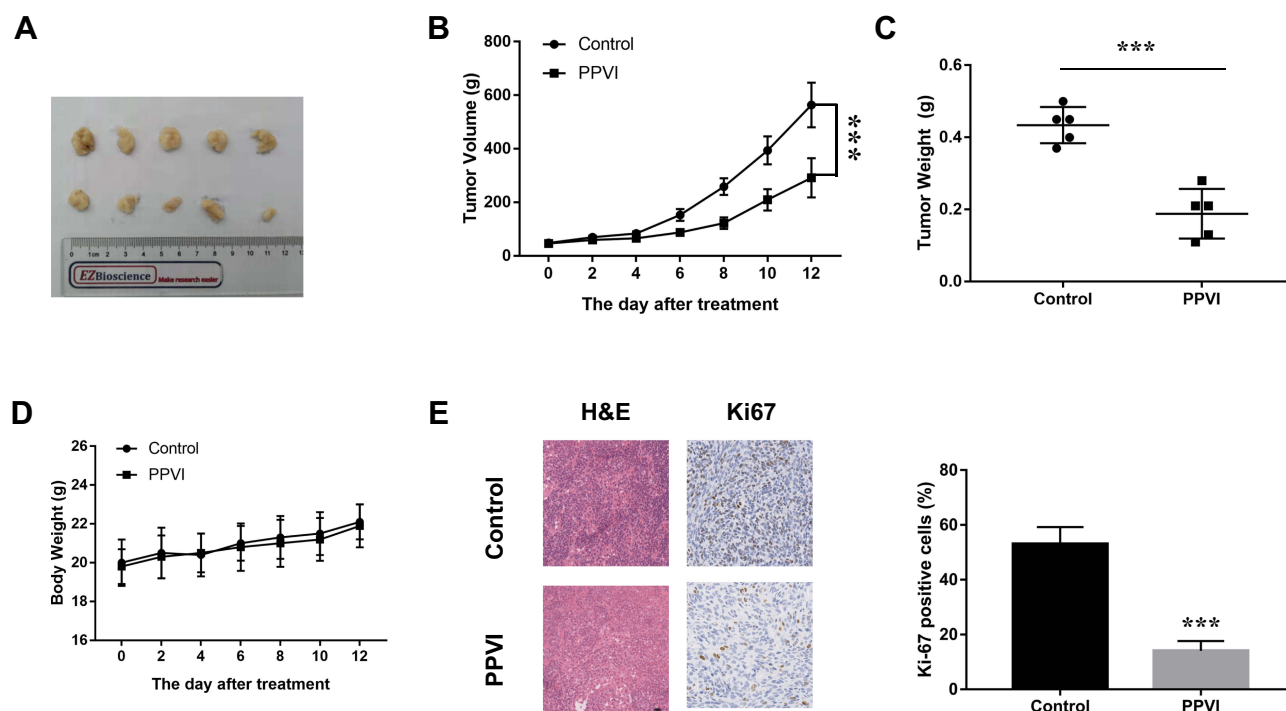 A
0 1cm 2 3 4 5 6 7 8 9 10 11 12
EZBioscience Make research easier
B
Control
PPVI
Tumor Volume (g)
800
600
400
200
0
***
0 2 4 6 8 10 12
The day after treatment
C
***
Tumor Weight (g)
0.6
0.4
0.2
0.0
Control PPVI
D
Control
PPVI
Body Weight (g)
26
24
22
20
18
16
0 2 4 6 8 10 12
The day after treatment
E
H&E Ki67
Control
PPVI
Ki-67 positive cells (%)
80
60
40
20
0
***
Control PPVI